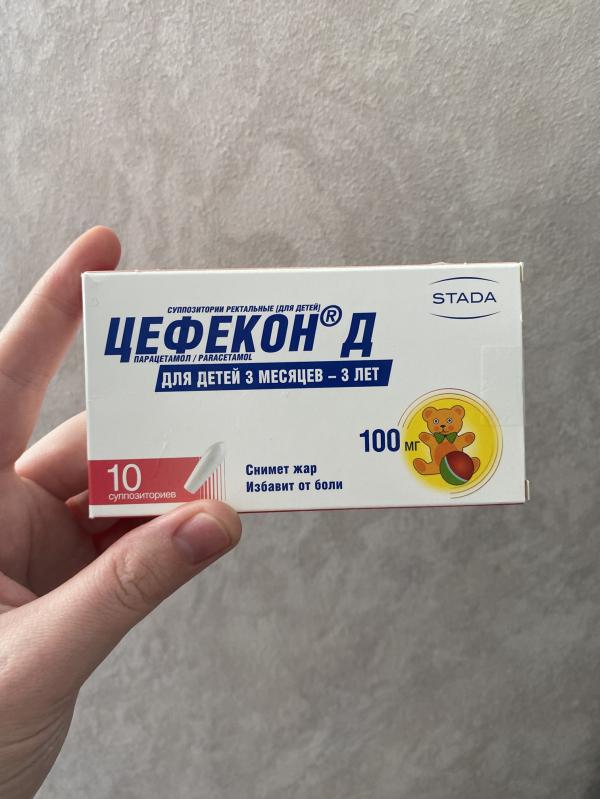 STADA
СУППОЗИТОРИИ РЕКТАЛЬНЫЕ (ДЛЯ ДЕТЕЙ)
ЦЕФЕКОН® Д
ПАРАЦЕТАМОЛ / PARACETAMOL
ДЛЯ ДЕТЕЙ 3 МЕСЯЦЕВ – 3 ЛЕТ
100 МГ
10
суппозиториев
Снимет жар
Избавит от боли